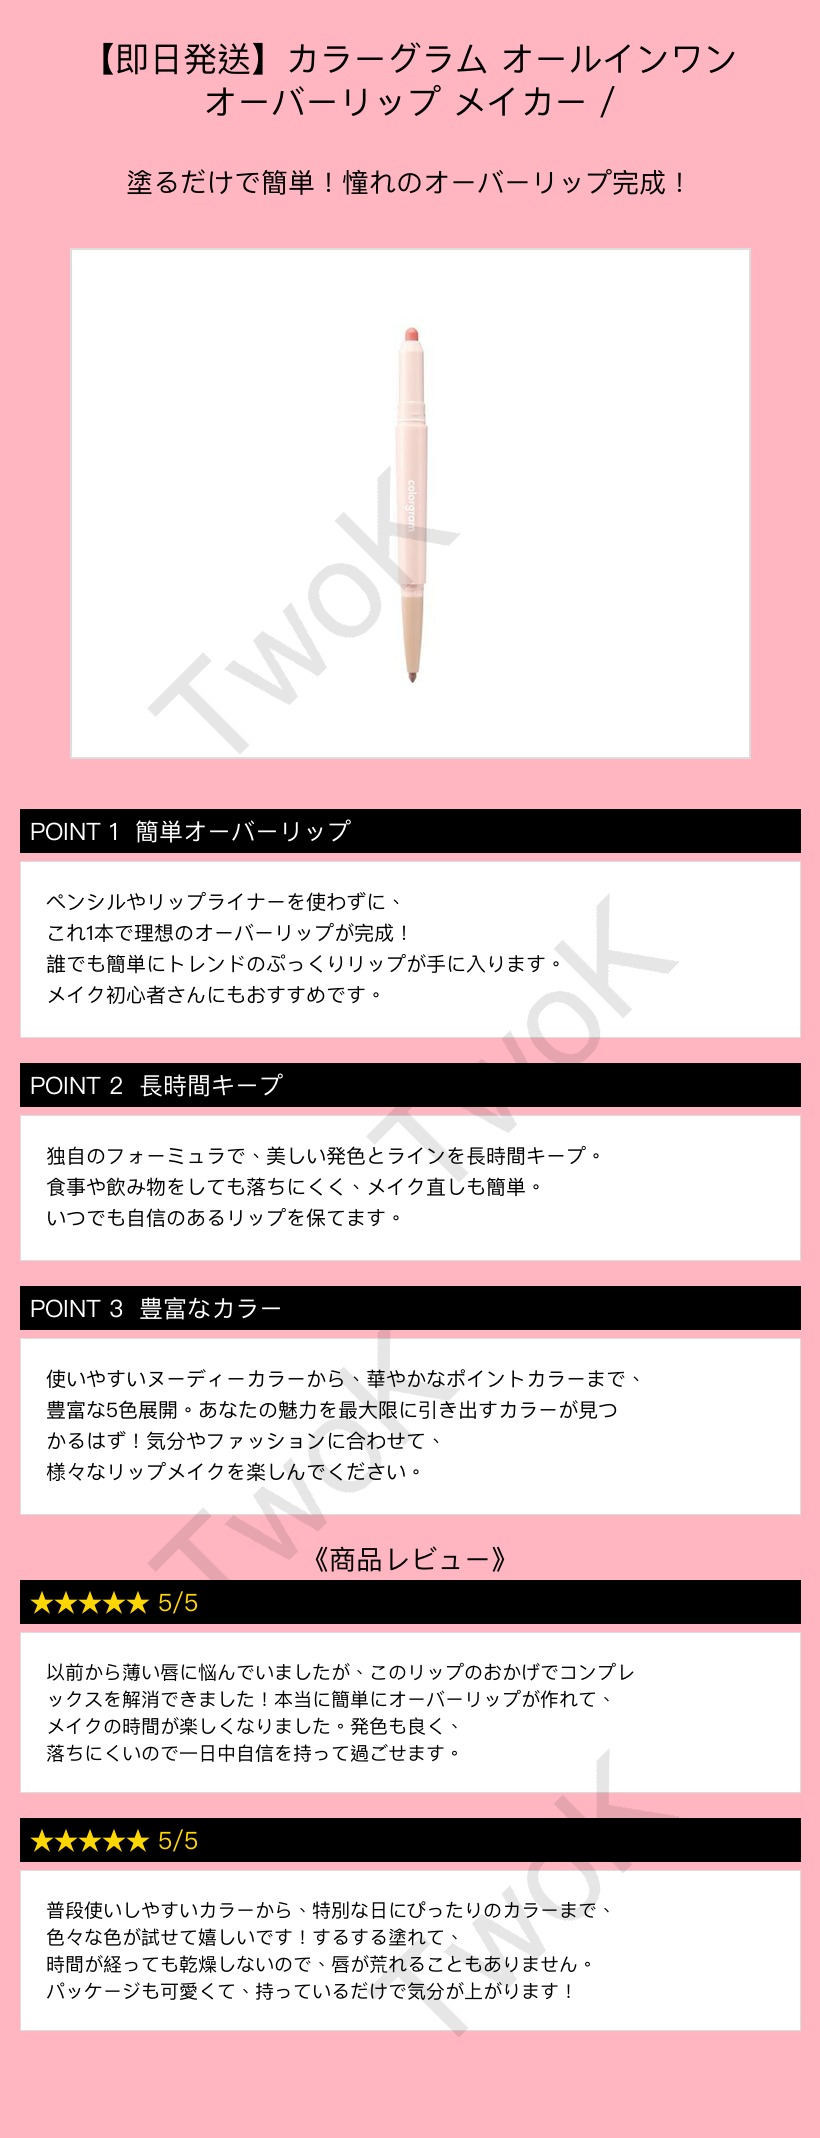 【即日発送】カラーグラム オールインワン
オーバーリップ メイカー /
塗るだけで簡単！憧れのオーバーリップ完成！
colorgram
TwoK
POINT 1 簡単オーバーリップ
ペンシルやリップライナーを使わずに、
これ1本で理想のオーバーリップが完成！
誰でも簡単にトレンドのぷっくりリップが手に入ります。
メイク初心者さんにもおすすめです。
TwoK
POINT 2 長時間キープ
独自のフォーミュラで、美しい発色とラインを長時間キープ。
食事や飲み物をしても落ちにくく、メイク直しも簡単。
いつでも自信のあるリップを保てます。
POINT 3 豊富なカラー
使いやすいヌーディーカラーから、華やかなポイントカラーまで、
豊富な5色展開。あなたの魅力を最大限に引き出すカラーが見つ
かるはず！気分やファッションに合わせて、
様々なリップメイクを楽しんでください。
TwoK
《商品レビュー》
★★★★★ 5/5
以前から薄い唇に悩んでいましたが、このリップのおかげでコンプレ
ックスを解消できました！本当に簡単にオーバーリップが作れて、
メイクの時間が楽しくなりました。発色も良く、
落ちにくいので一日中自信を持って過ごせます。
★★★★★ 5/5
普段使いしやすいカラーから、特別な日にぴったりのカラーまで、
色々な色が試せて嬉しいです！するする塗れて、
時間が経っても乾燥しないので、唇が荒れることもありません。
パッケージも可愛くて、持っているだけで気分が上がります！
TwoK